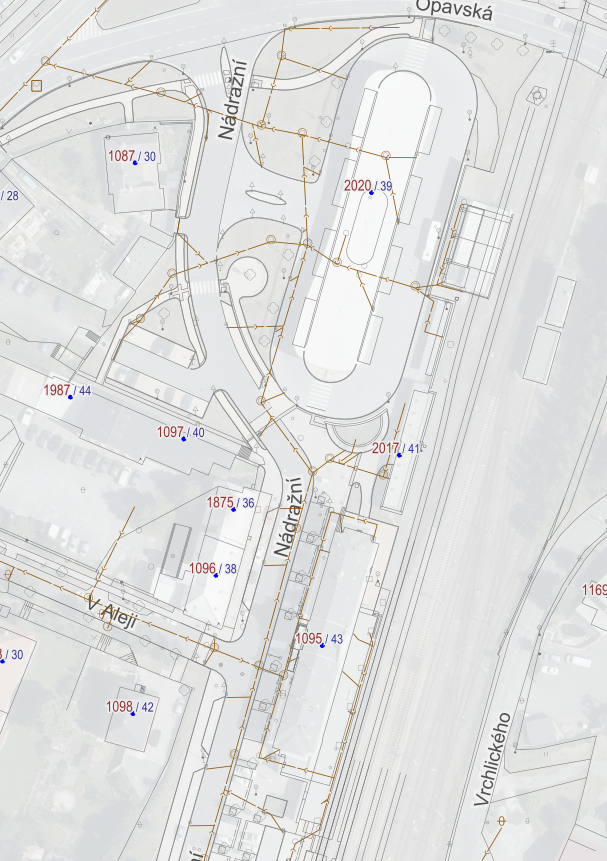 Opavská
Nádražní
1087 / 30
2020 / 39
/ 28
1987 / 44
1097 / 40
2017 / 41
Nádražní
1875 / 36
1096 / 38
1169
V Aleji
1095 / 43
/ 30
1098 / 42
Vrchlického